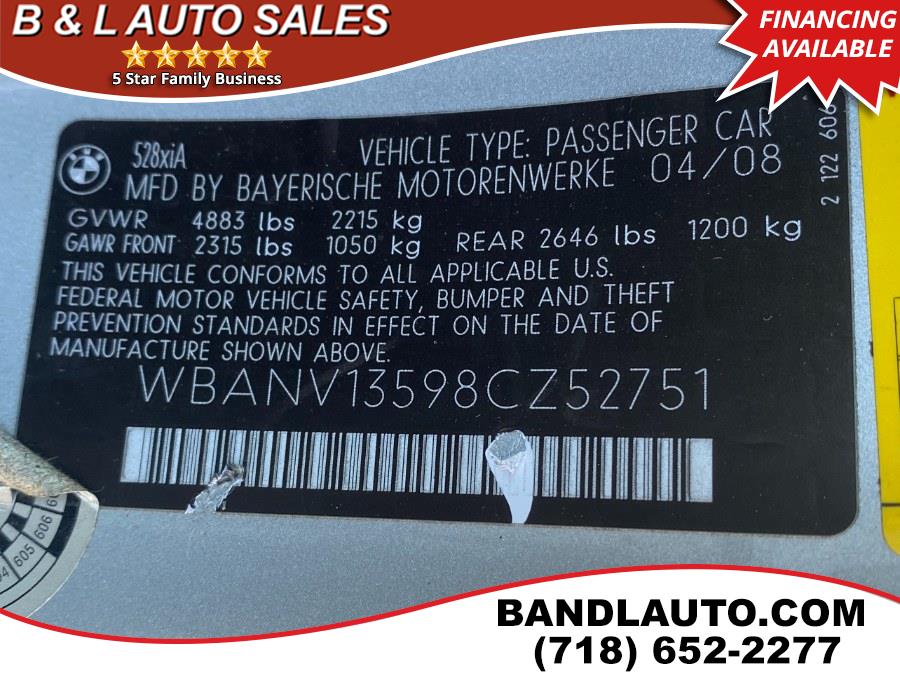 B & L AUTO SALES
5 Star Family Business
FINANCING
AVAILABLE
528xiA
VEHICLE TYPE: PASSENGER CAR
MFD BY BAYERISCHE MOTORENWERKE 04/08
GVWR 4883 lbs 2215 kg
GAWR FRONT 2315 lbs 1050 kg REAR 2646 lbs 1200 kg
THIS VEHICLE CONFORMS TO ALL APPLICABLE U.S.
FEDERAL MOTOR VEHICLE SAFETY, BUMPER AND THEFT
PREVENTION STANDARDS IN EFFECT ON THE DATE OF
MANUFACTURE SHOWN ABOVE.
WBANV13598CZ52751
2 122 606
605 606
BANDLAUTO.COM
(718) 652-2277